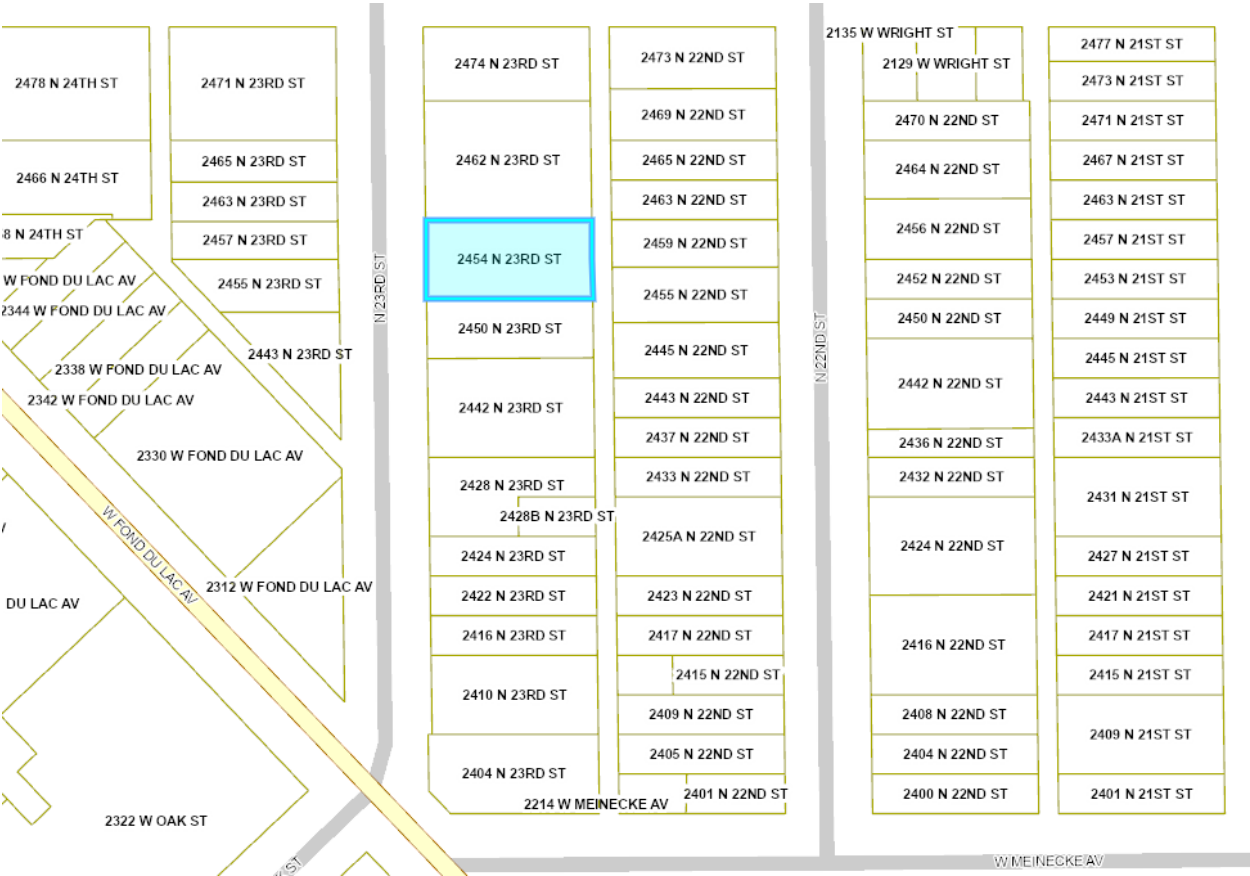 2478 N 24TH ST
2466 N 24TH ST
8 N 24TH ST
W FOND DU LAC AV
2344 W FOND DU LAC AV
2338 W FOND DU LAC AV
2342 W FOND DU LAC AV
2330 W FOND DU LAC AV
2312 W FOND DU LAC AV
W FOND DU LAC AV
DU LAC AV
2322 W OAK ST
2471 N 23RD ST
2465 N 23RD ST
2463 N 23RD ST
2457 N 23RD ST
2455 N 23RD ST
2443 N 23RD ST
N 23RD ST
ST
2474 N 23RD ST
2462 N 23RD ST
2454 N 23RD ST
2450 N 23RD ST
2442 N 23RD ST
2428 N 23RD ST
2428B N 23RD ST
2424 N 23RD ST
2422 N 23RD ST
2416 N 23RD ST
2410 N 23RD ST
2404 N 23RD ST
2214 W MEINECKE AV
2473 N 22ND ST
2469 N 22ND ST
2465 N 22ND ST
2463 N 22ND ST
2459 N 22ND ST
2455 N 22ND ST
2445 N 22ND ST
2443 N 22ND ST
2437 N 22ND ST
2433 N 22ND ST
2425A N 22ND ST
2423 N 22ND ST
2417 N 22ND ST
2415 N 22ND ST
2409 N 22ND ST
2405 N 22ND ST
2401 N 22ND ST
N 22ND ST
2135 W WRIGHT ST
2129 W WRIGHT ST
2470 N 22ND ST
2464 N 22ND ST
2456 N 22ND ST
2452 N 22ND ST
2450 N 22ND ST
2442 N 22ND ST
2436 N 22ND ST
2432 N 22ND ST
2424 N 22ND ST
2416 N 22ND ST
2408 N 22ND ST
2404 N 22ND ST
2400 N 22ND ST
2477 N 21ST ST
2473 N 21ST ST
2471 N 21ST ST
2467 N 21ST ST
2463 N 21ST ST
2457 N 21ST ST
2453 N 21ST ST
2449 N 21ST ST
2445 N 21ST ST
2443 N 21ST ST
2433A N 21ST ST
2431 N 21ST ST
2427 N 21ST ST
2421 N 21ST ST
2417 N 21ST ST
2415 N 21ST ST
2409 N 21ST ST
2401 N 21ST ST
W MEINECKE AV